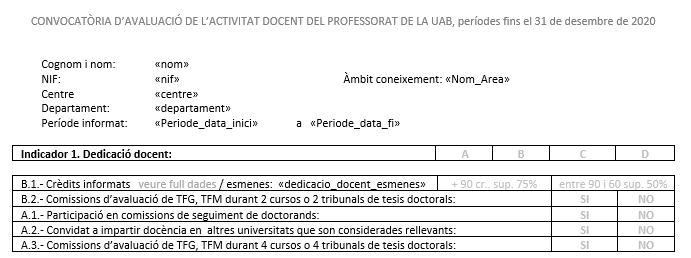 CONVOCATÒRIA D'AVALUACIÓ DE L'ACTIVITAT DOCENT DEL PROFESSORAT DE LA UAB, períodes fins el 31 de desembre de 2020
Cognom i nom: «nom»
NIF: «nif» Àmbit coneixement: «Nom_Area»
Centre «centre»
Departament: «departament»
Període informat: «Periode_data_inici» a «Periode_data_fi»
Indicador 1. Dedicació docent: A B C D
B.1.- Crèdits informats veure full dades / esmenes: «dedicacio_docent_esmenes» + 90 cr.. sup. 75% entre 90 i 60 sup. 50%
B.2.- Comissions d'avaluació de TFG, TFM durant 2 cursos o 2 tribunals de tesis doctorals: SI NO
A.1.- Participació en comissions de seguiment de doctorands: SI NO
A.2.- Convidat a impartir docència en altres universitats que son considerades rellevants: SI NO
A.3.- Comissions d'avaluació de TFG, TFM durant 4 cursos o 4 tribunals de tesis doctorals: SI NO